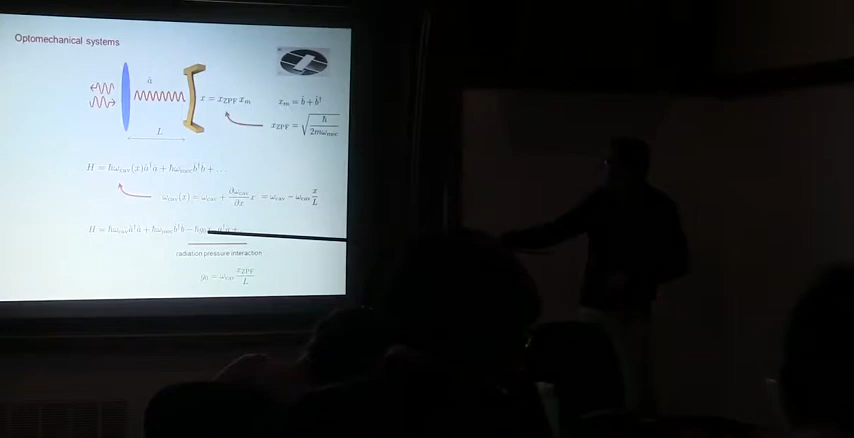 Optomechanical systems
â
x = x_ZPF x_m
x_m = b̂ + b̂†
x_ZPF = √(ħ / 2mω_mec)
L
H = ħω_cav(x)â†â + ħω_mec b̂†b + ...
ω_cav(x) = ω_cav + ∂ω_cav/∂x x = ω_cav − ω_cav x/L
H = ħω_cav â†â + ħω_mec b̂†b − ħg₀
radiation pressure interaction
g₀ = ω_cav x_ZPF/L